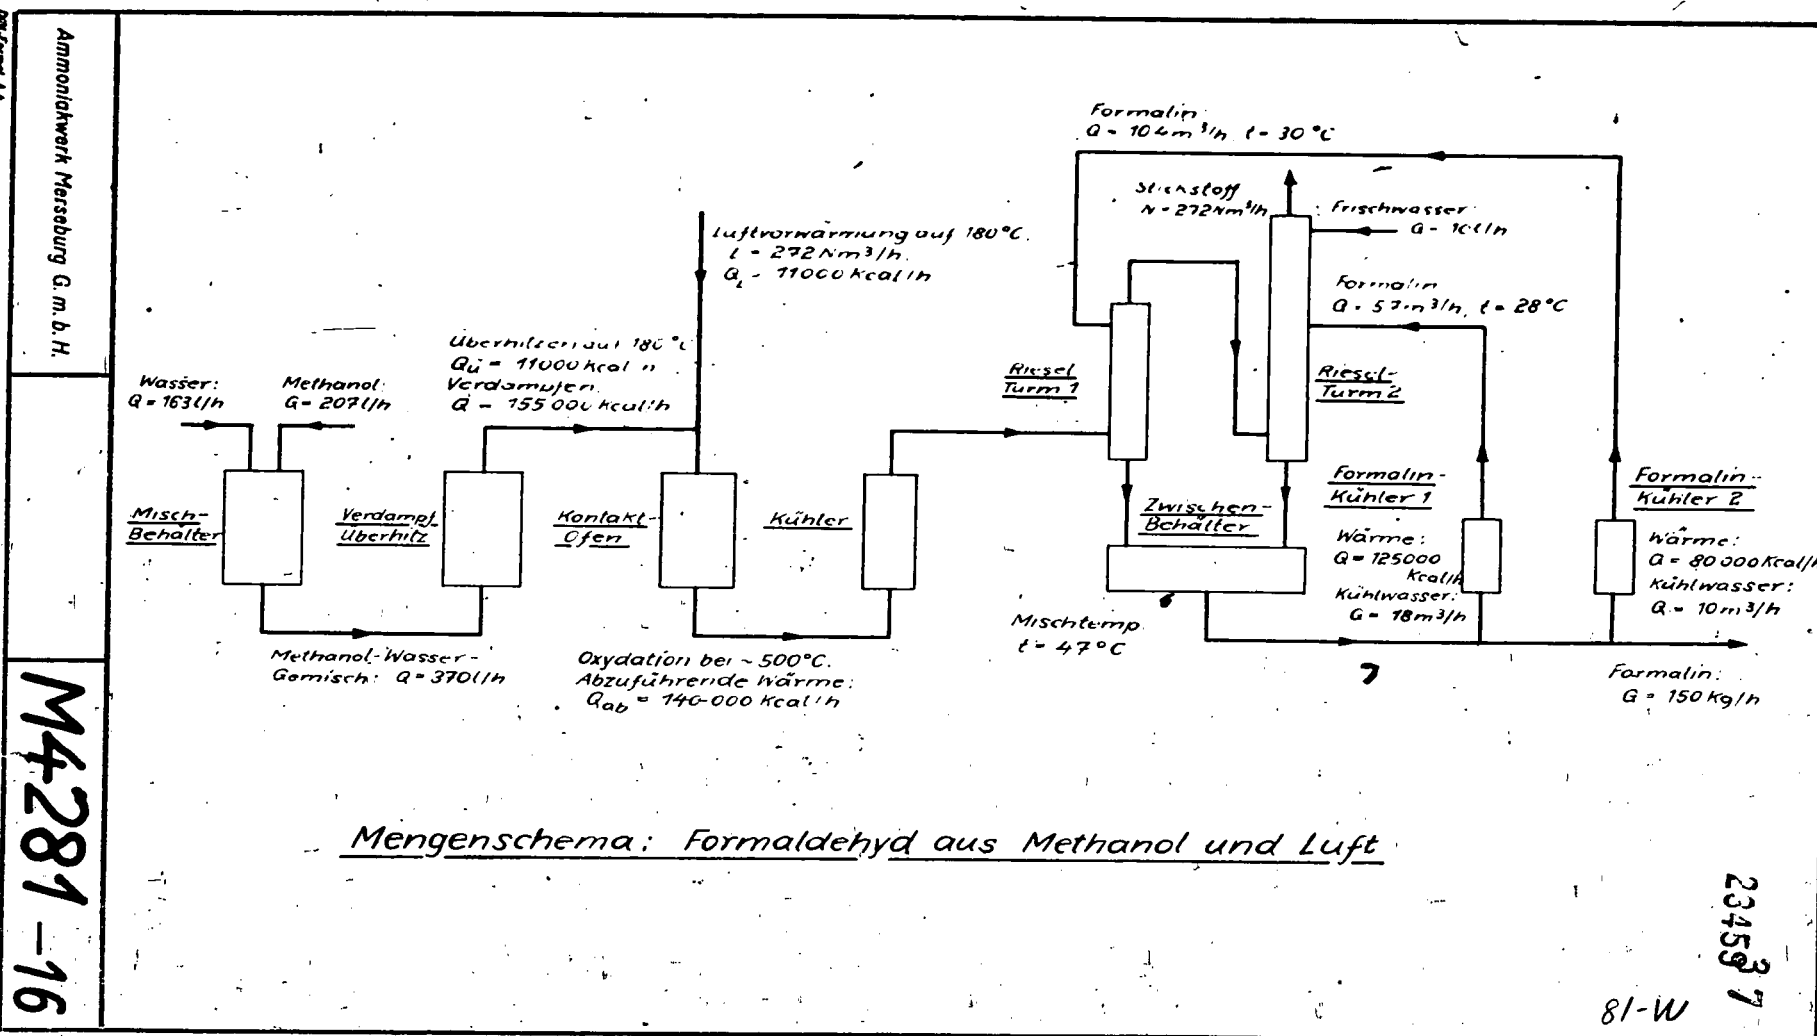 Ammoniakwerk Merseburg G.m.b.H.
M4281-16
Formalin
t = 30°C
Stickstoff
N = 272 Nm³/h
Frischwasser
Luftvorwärmung auf 180°C.
L = 272 Nm³/h.
Q_L = 11000 Kcal/h
Formalin
t = 28°C
Überhitzen auf 180°C
Qü = 11000 Kcal "
Verdampfen
Q = 155 000 Kcal/h
Wasser:
Q = 163 l/h
Methanol:
G = 207 l/h
Riesel
Turm 1
Riesel-
Turm 2
Misch-
Behälter
Verdampf.
Überhitz
Kontakt-
Ofen
Kühler
Zwischen-
Behälter
Formalin-
Kühler 1
Wärme:
Q = 125000
Kcal/h
Kühlwasser:
G = 18 m³/h
Formalin-
Kühler 2
Wärme:
Q = 80 000 Kcal/h
Kühlwasser:
Q = 10 m³/h
Mischtemp.
t = 47°C
Methanol-Wasser-
Gemisch: Q = 370 l/h
Oxydation bei ~500°C.
Abzuführende Wärme:
Qab = 140 000 Kcal/h
Formalin:
G = 150 Kg/h
Mengenschema: Formaldehyd aus Methanol und Luft
81-W